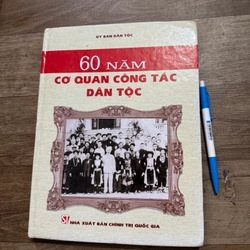 ỦY BAN DÂN TỘC
60 NĂM
CƠ QUAN CÔNG TÁC
DÂN TỘC
NHÀ XUẤT BẢN CHÍNH TRỊ QUỐC GIA